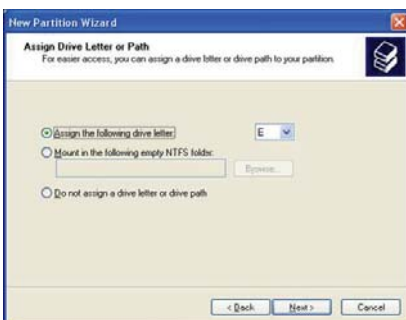 New Partition Wizard
Assign Drive Letter or Path
For easier access, you can assign a drive letter or drive path to your partition.
Assign the following drive letter: E
Mount in the following empty NTFS folder:
Browse...
Do not assign a drive letter or drive path
< Back Next > Cancel